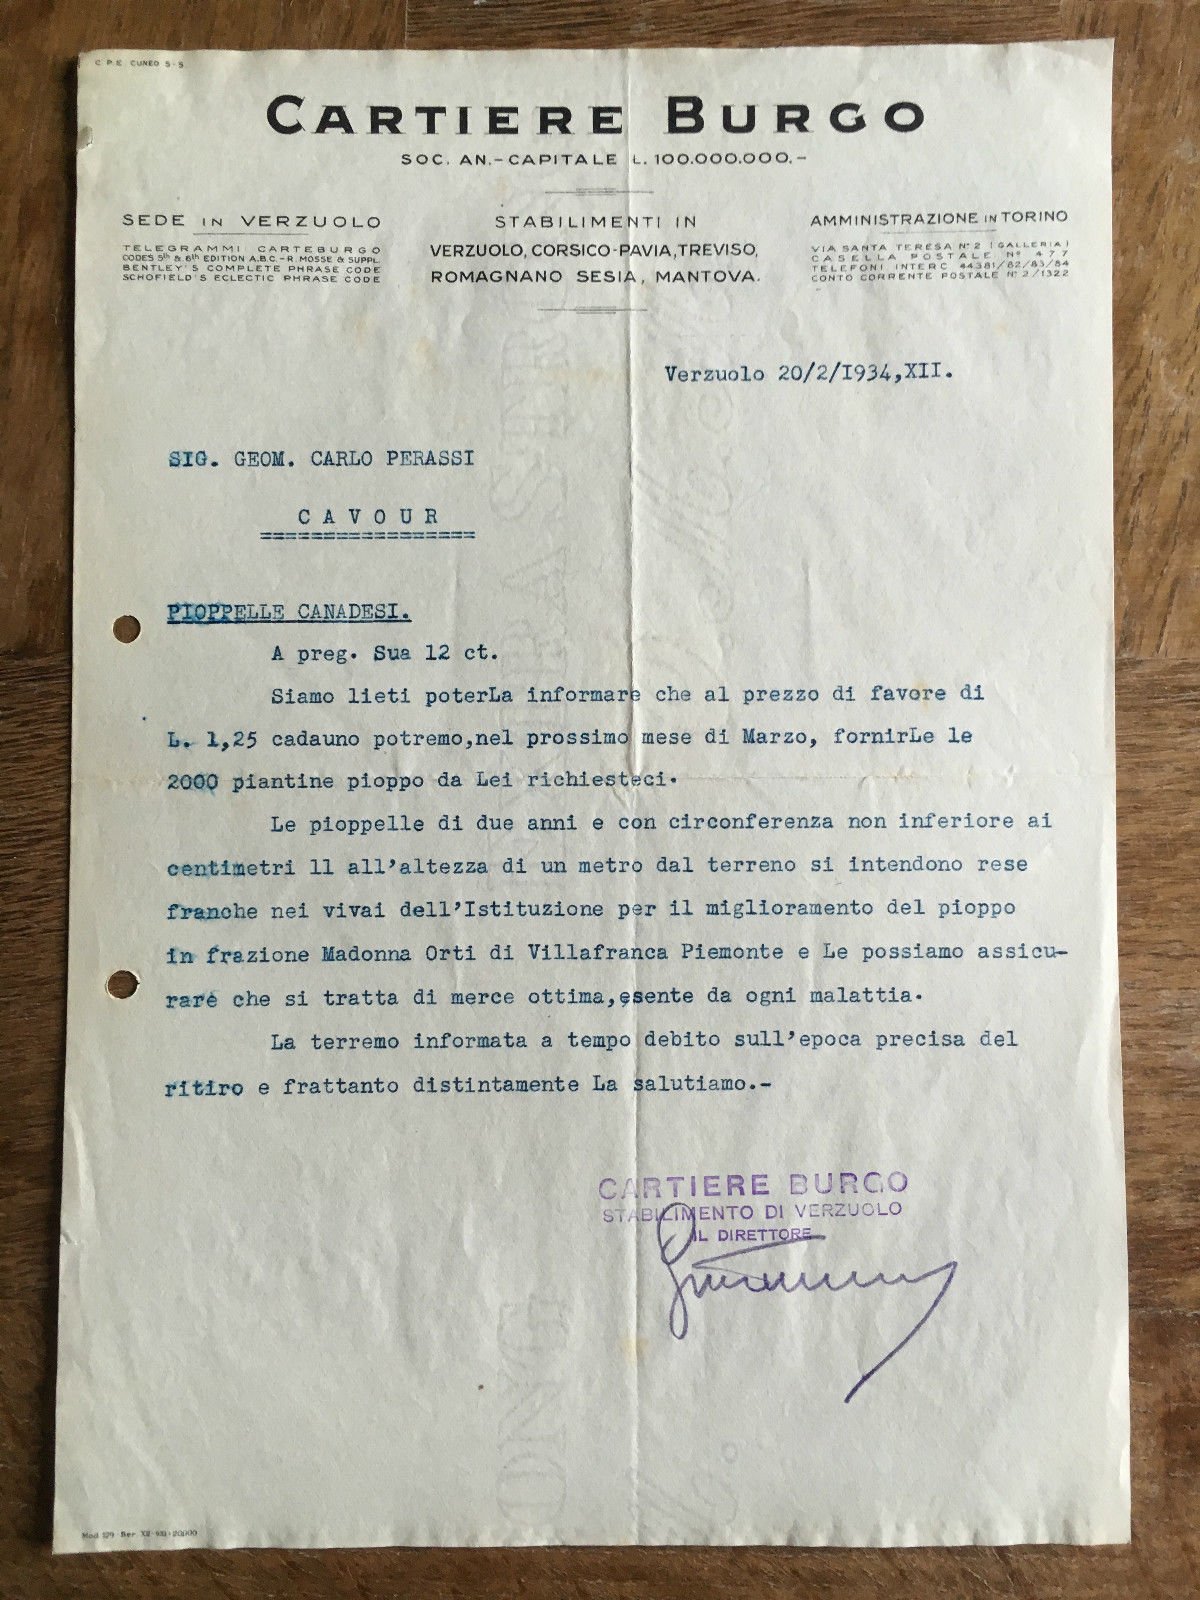 C P.E. CUNEO 5-5
CARTIERE BURGO
SOC. AN.-CAPITALE L. 100.000.000.-
SEDE IN VERZUOLO
TELEGRAMMI CARTEBURGO
CODES 5th & 6th EDITION A.B.C.-R. MOSSE & SUPPL.
BENTLEY'S COMPLETE PHRASE CODE
SCHOFIELD'S ECLECTIC PHRASE CODE
STABILIMENTI IN
VERZUOLO, CORSICO-PAVIA, TREVISO,
ROMAGNANO SESIA, MANTOVA.
AMMINISTRAZIONE IN TORINO
VIA SANTA TERESA N° 2 (GALLERIA)
CASELLA POSTALE N° 477
TELEFONI INTERC 44381/82/83/84
CONTO CORRENTE POSTALE N° 2/1322
Verzuolo 20/2/I934,XII.
SIG. GEOM. CARLO PERASSI
C A V O U R
PIOPPELLE CANADESI.
A preg. Sua 12 ct.
Siamo lieti poterLa informare che al prezzo di favore di
L. 1,25 cadauno potremo,nel prossimo mese di Marzo, fornirLe le
2000 piantine pioppo da Lei richiesteci.
Le pioppelle di due anni e con circonferenza non inferiore ai
centimetri 11 all'altezza di un metro dal terreno si intendono rese
franche nei vivai dell'Istituzione per il miglioramento del pioppo
in frazione Madonna Orti di Villafranca Piemonte e Le possiamo assicu-
rare che si tratta di merce ottima,esente da ogni malattia.
La terremo informata a tempo debito sull'epoca precisa del
ritiro e frattanto distintamente La salutiamo.-
CARTIERE BURGO
STABILIMENTO DI VERZUOLO
IL DIRETTORE